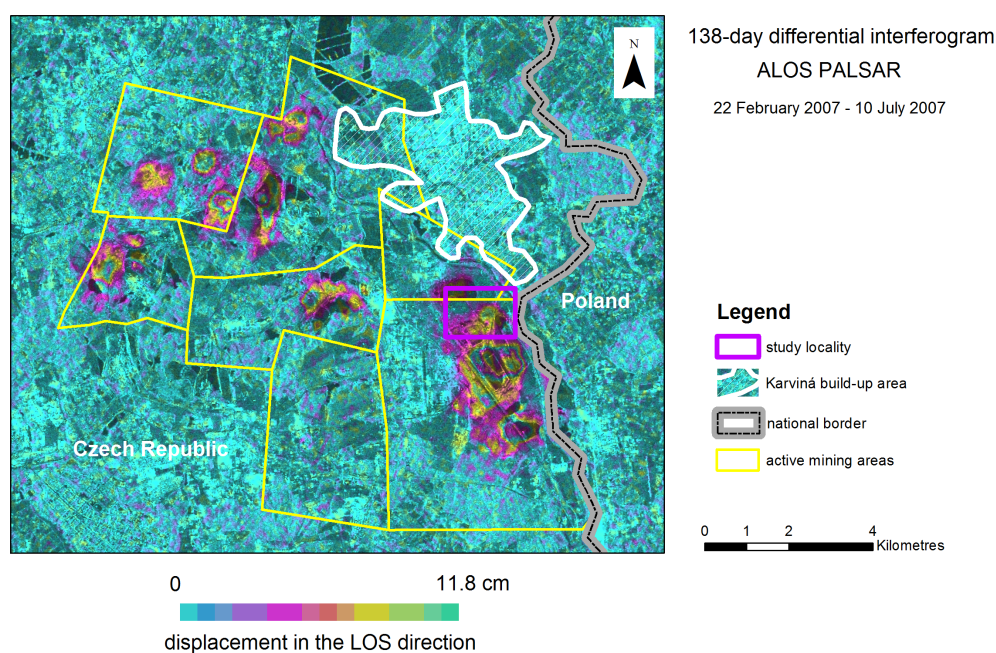 138-day differential interferogram
ALOS PALSAR
22 February 2007 - 10 July 2007
N
Poland
Czech Republic
Legend
study locality
Karviná build-up area
national border
active mining areas
0 1 2 4
Kilometres
0 11.8 cm
displacement in the LOS direction